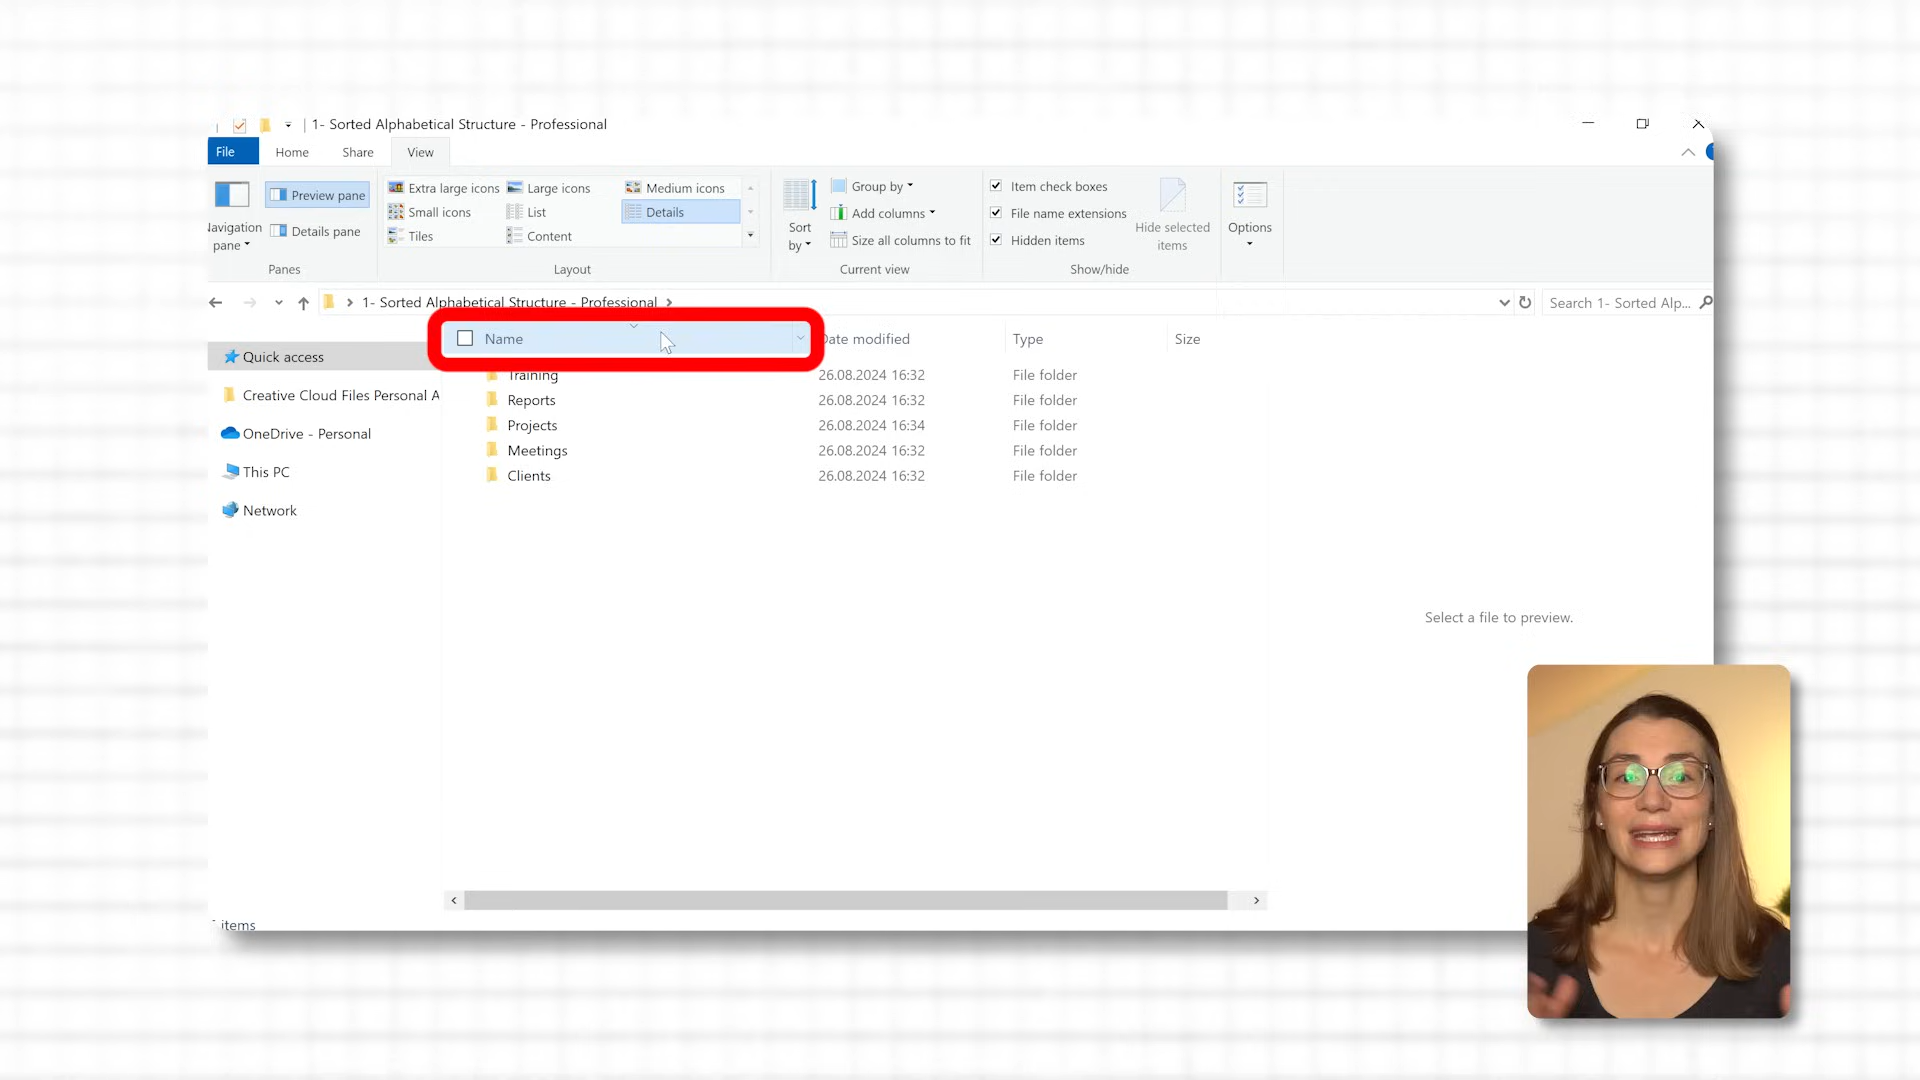 1- Sorted Alphabetical Structure - Professional
File Home Share View
Preview pane
Details pane
Navigation pane
Panes
Extra large icons Large icons Medium icons
Small icons List Details
Tiles Content
Layout
Sort by
Group by
Add columns
Size all columns to fit
Current view
Item check boxes
File name extensions
Hidden items
Hide selected items
Show/hide
Options
1- Sorted Alphabetical Structure - Professional
Search 1- Sorted Alp...
Name Date modified Type Size
Quick access
Creative Cloud Files Personal A
OneDrive - Personal
This PC
Network
Training 26.08.2024 16:32 File folder
Reports 26.08.2024 16:32 File folder
Projects 26.08.2024 16:34 File folder
Meetings 26.08.2024 16:32 File folder
Clients 26.08.2024 16:32 File folder
Select a file to preview.
items